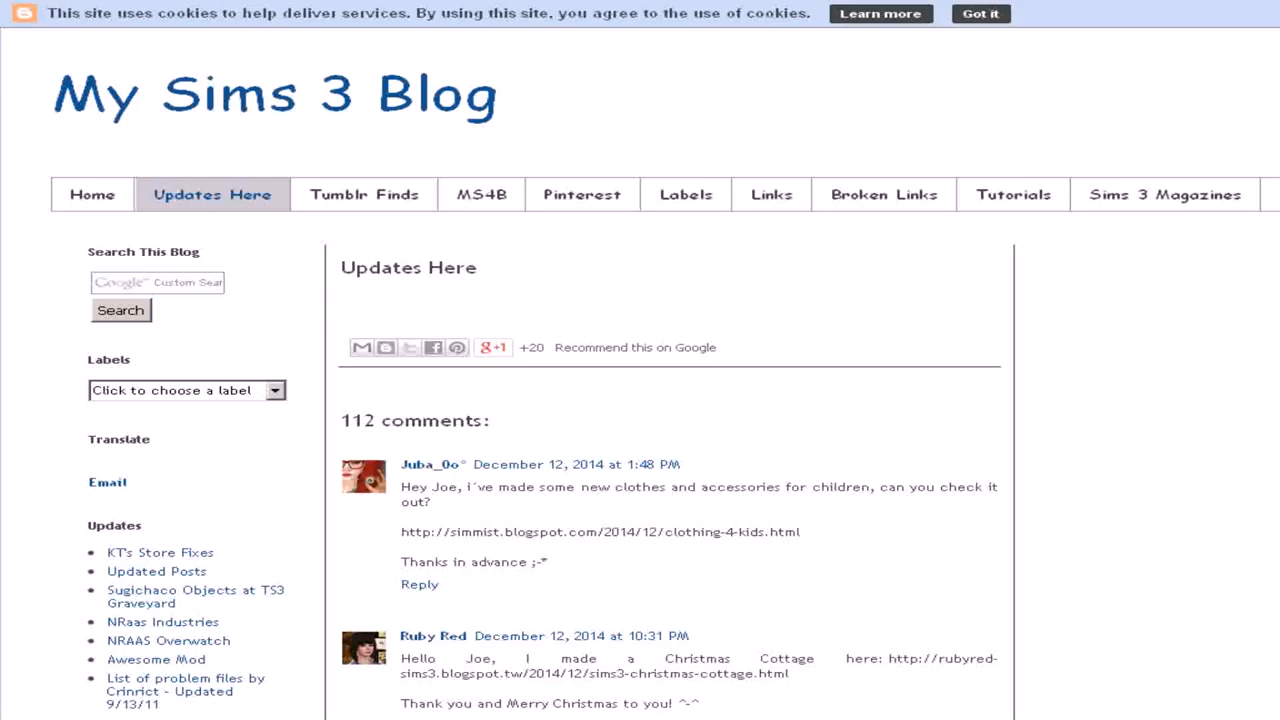 This site uses cookies to help deliver services. By using this site, you agree to the use of cookies. Learn more Got it
My Sims 3 Blog
Home Updates Here Tumblr Finds MS4B Pinterest Labels Links Broken Links Tutorials Sims 3 Magazines
Search This Blog
Google™ Custom Sear
Search
Labels
Click to choose a label
Translate
Email
Updates
KT's Store Fixes
Updated Posts
Sugichaco Objects at TS3
Graveyard
NRaas Industries
NRAAS Overwatch
Awesome Mod
List of problem files by
Crinrict - Updated
9/13/11
Updates Here
g+1 +20 Recommend this on Google
112 comments:
Juba_0o° December 12, 2014 at 1:48 PM
Hey Joe, i´ve made some new clothes and accessories for children, can you check it
out?
http://simmist.blogspot.com/2014/12/clothing-4-kids.html
Thanks in advance ;-*
Reply
Ruby Red December 12, 2014 at 10:31 PM
Hello Joe, I made a Christmas Cottage here: http://rubyred-
sims3.blogspot.tw/2014/12/sims3-christmas-cottage.html
Thank you and Merry Christmas to you! ^-^